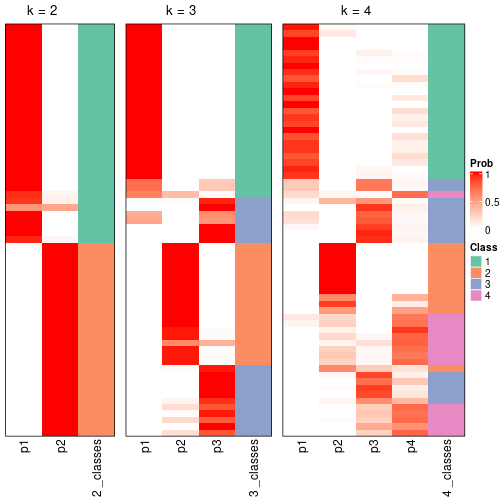 k = 2
k = 3
k = 4
p1
p2
2_classes
p1
p2
p3
3_classes
p1
p2
p3
p4
4_classes
Prob
1
0.5
0
Class
1
2
3
4